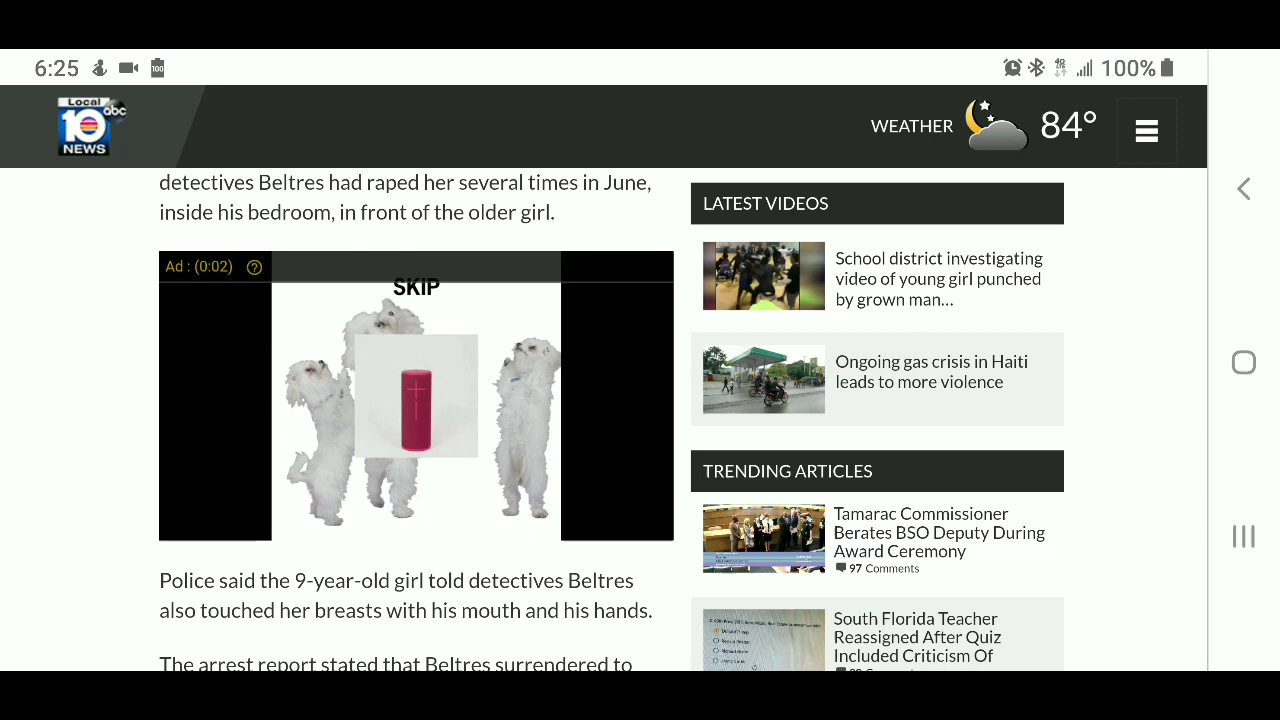 6:25
100
4G
100%
Local
10 abc
NEWS
WEATHER
84°
detectives Beltres had raped her several times in June,
inside his bedroom, in front of the older girl.
Ad : (0:02)
?
SKIP
Police said the 9-year-old girl told detectives Beltres
also touched her breasts with his mouth and his hands.
The arrest report stated that Beltres surrendered to
LATEST VIDEOS
School district investigating
video of young girl punched
by grown man...
Ongoing gas crisis in Haiti
leads to more violence
TRENDING ARTICLES
Tamarac Commissioner
Berates BSO Deputy During
Award Ceremony
97 Comments
South Florida Teacher
Reassigned After Quiz
Included Criticism Of